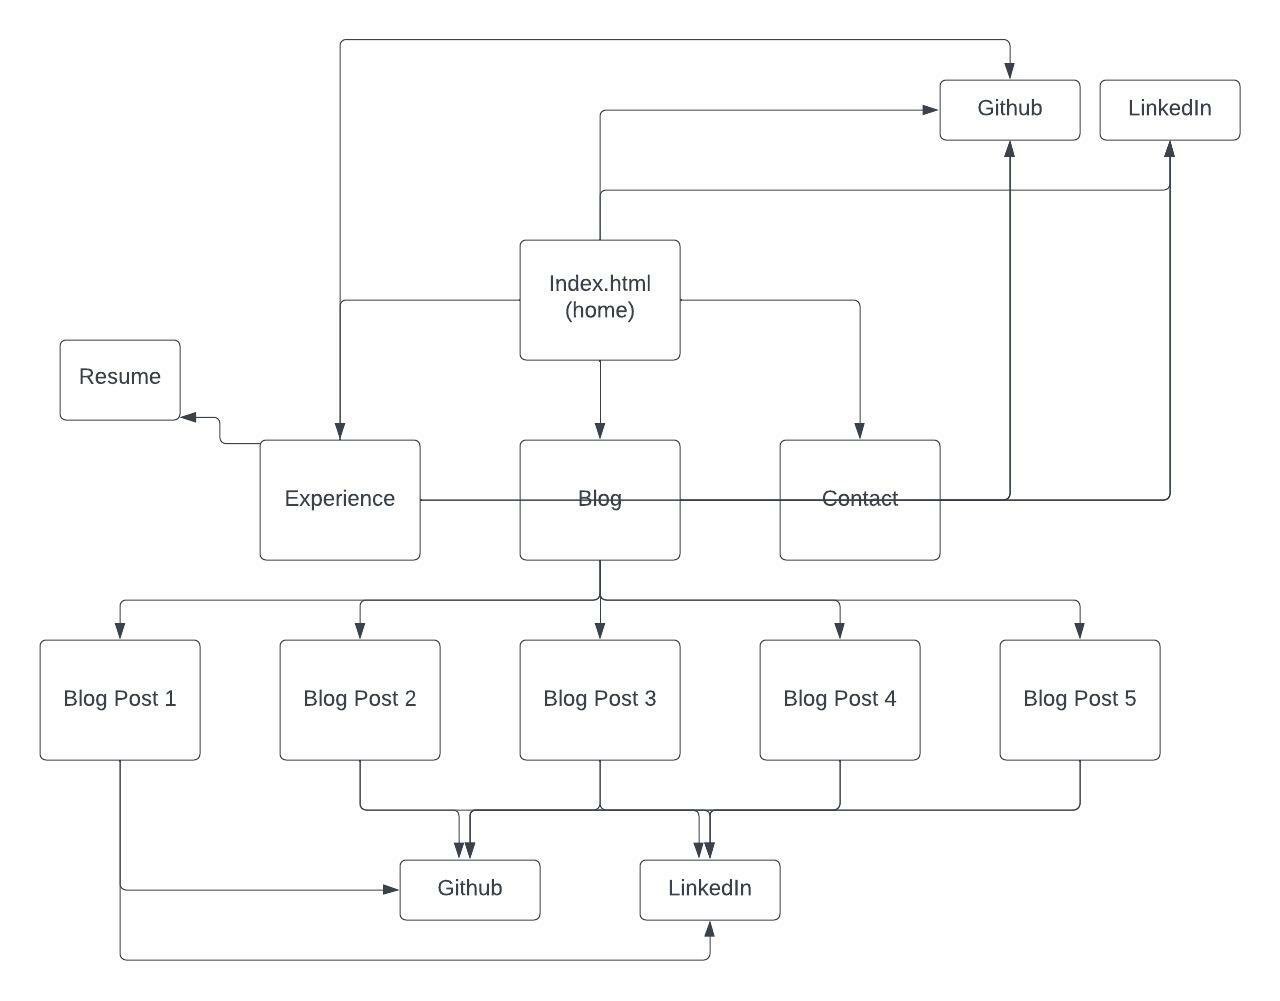 Github
LinkedIn
Index.html
(home)
Resume
Experience
Blog
Contact
Blog Post 1
Blog Post 2
Blog Post 3
Blog Post 4
Blog Post 5
Github
LinkedIn